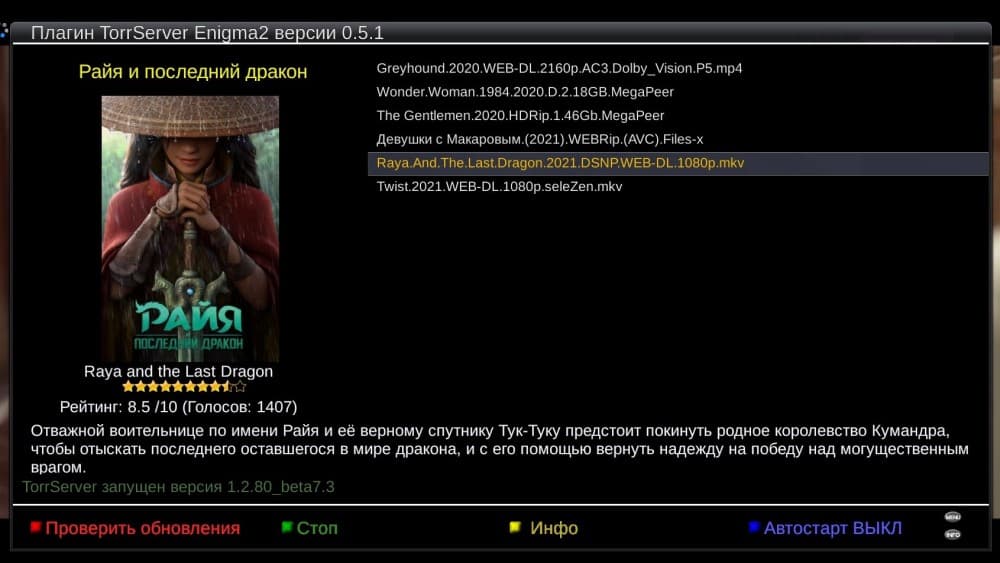 Плагин TorrServer Enigma2 версии 0.5.1
Райя и последний дракон
Greyhound.2020.WEB-DL.2160p.AC3.Dolby_Vision.P5.mp4
Wonder.Woman.1984.2020.D.2.18GB.MegaPeer
The Gentlemen.2020.HDRip.1.46Gb.MegaPeer
Девушки с Макаровым.(2021).WEBRip.(AVC).Files-x
Raya.And.The.Last.Dragon.2021.DSNP.WEB-DL.1080p.mkv
Twist.2021.WEB-DL.1080p.seleZen.mkv
РАЙЯ
И
ПОСЛЕДНИЙ ДРАКОН
Raya and the Last Dragon
Рейтинг: 8.5 /10 (Голосов: 1407)
Отважной воительнице по имени Райя и её верному спутнику Тук-Туку предстоит покинуть родное королевство Кумандра,
чтобы отыскать последнего оставшегося в мире дракона, и с его помощью вернуть надежду на победу над могущественным
врагом.
TorrServer запущен версия 1.2.80_beta7.3
Проверить обновления
Стоп
Инфо
Автостарт ВЫКЛ
MENU
INFO